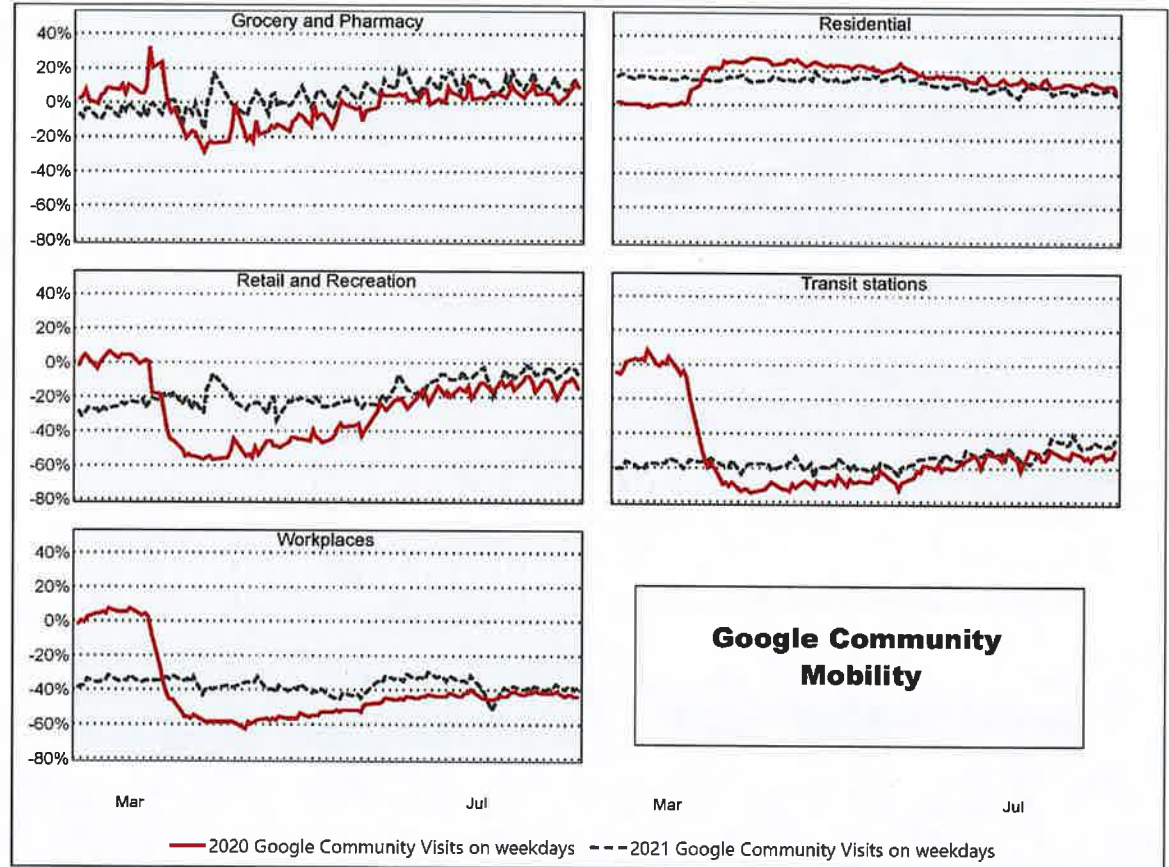 Grocery and Pharmacy
Residential
40%
20%
0%
-20%
-40%
-60%
-80%
Retail and Recreation
Transit stations
40%
20%
0%
-20%
-40%
-60%
-80%
Workplaces
40%
20%
0%
-20%
-40%
-60%
-80%
Google Community
Mobility
Mar Jul Mar Jul
2020 Google Community Visits on weekdays 2021 Google Community Visits on weekdays